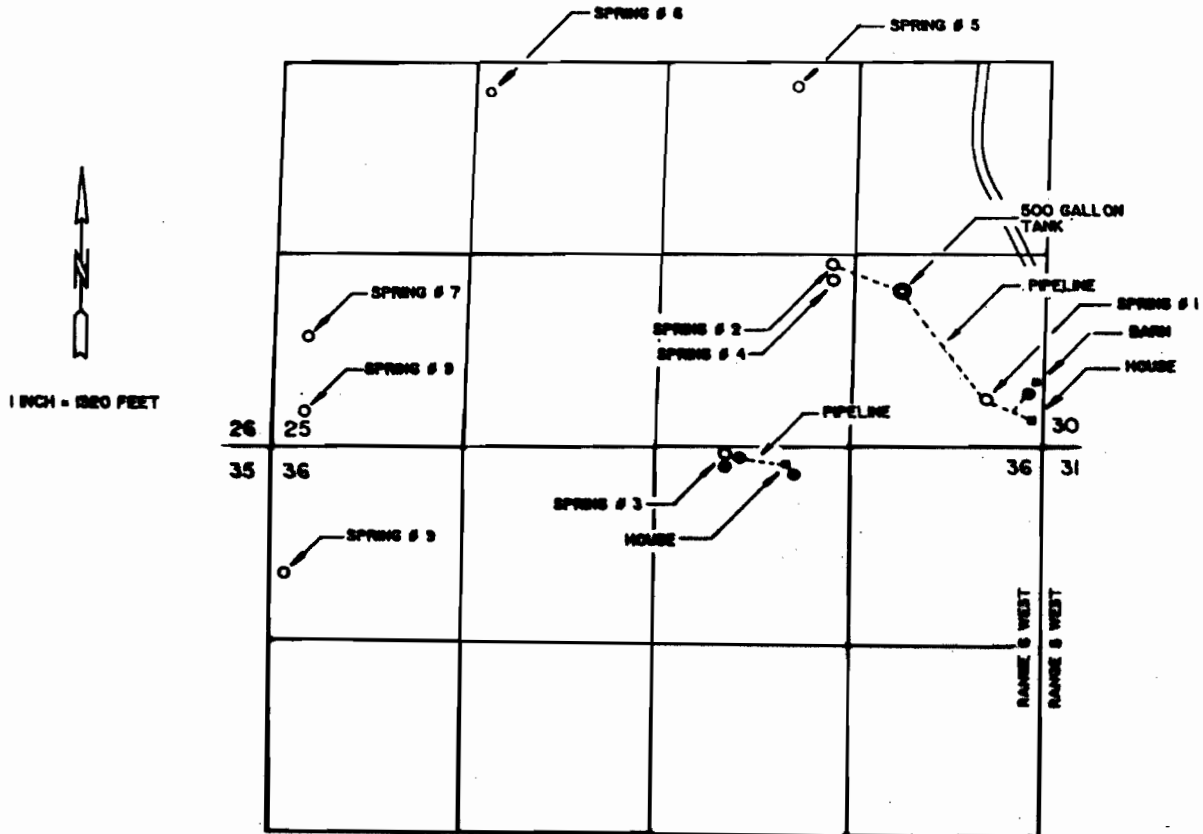 SPRING # 6
SPRING # 5
500 GALLON
TANK
PIPELINE
SPRING # 7
SPRING # 1
SPRING # 2
BARN
SPRING # 4
HOUSE
SPRING #
1 INCH = 1320 FEET
PIPELINE
26 25
30
35 36
36 31
SPRING # 3
HOUSE
SPRING #
RANGE 6 WEST
RANGE 5 WEST
N